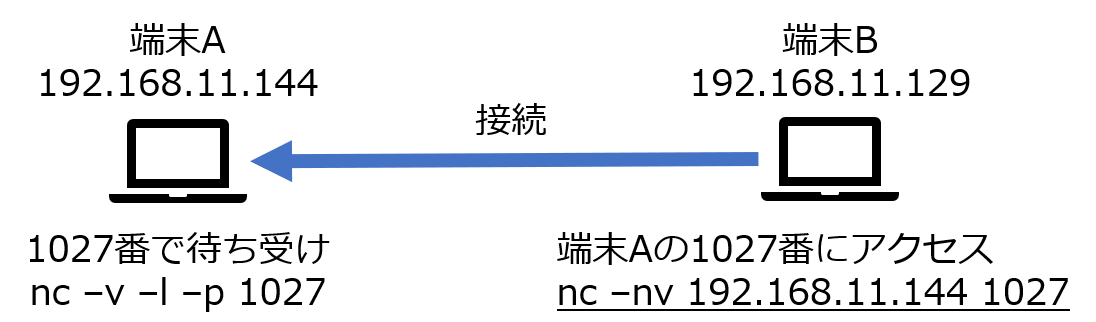 端末A
192.168.11.144
端末B
192.168.11.129
接続
1027番で待ち受け
nc –v –l –p 1027
端末Aの1027番にアクセス
nc –nv 192.168.11.144 1027